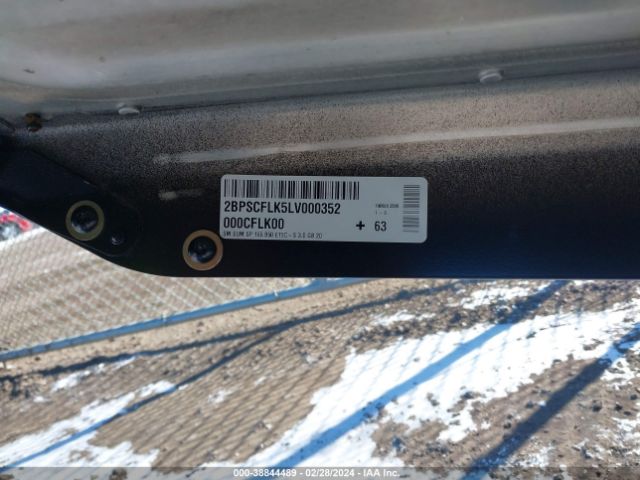 2BPSCFLK5LV000352
000CFLK00
+ 63
000-38844489 - 02/28/2024 - IAA Inc.